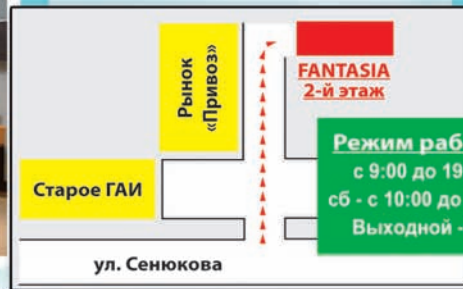 Рынок
«Привоз»
FANTASIA
2-й этаж
Режим
с 9:00 до 19
сб - с 10:00 до
Выходной -
Старое ГАИ
ул. Сенюкова